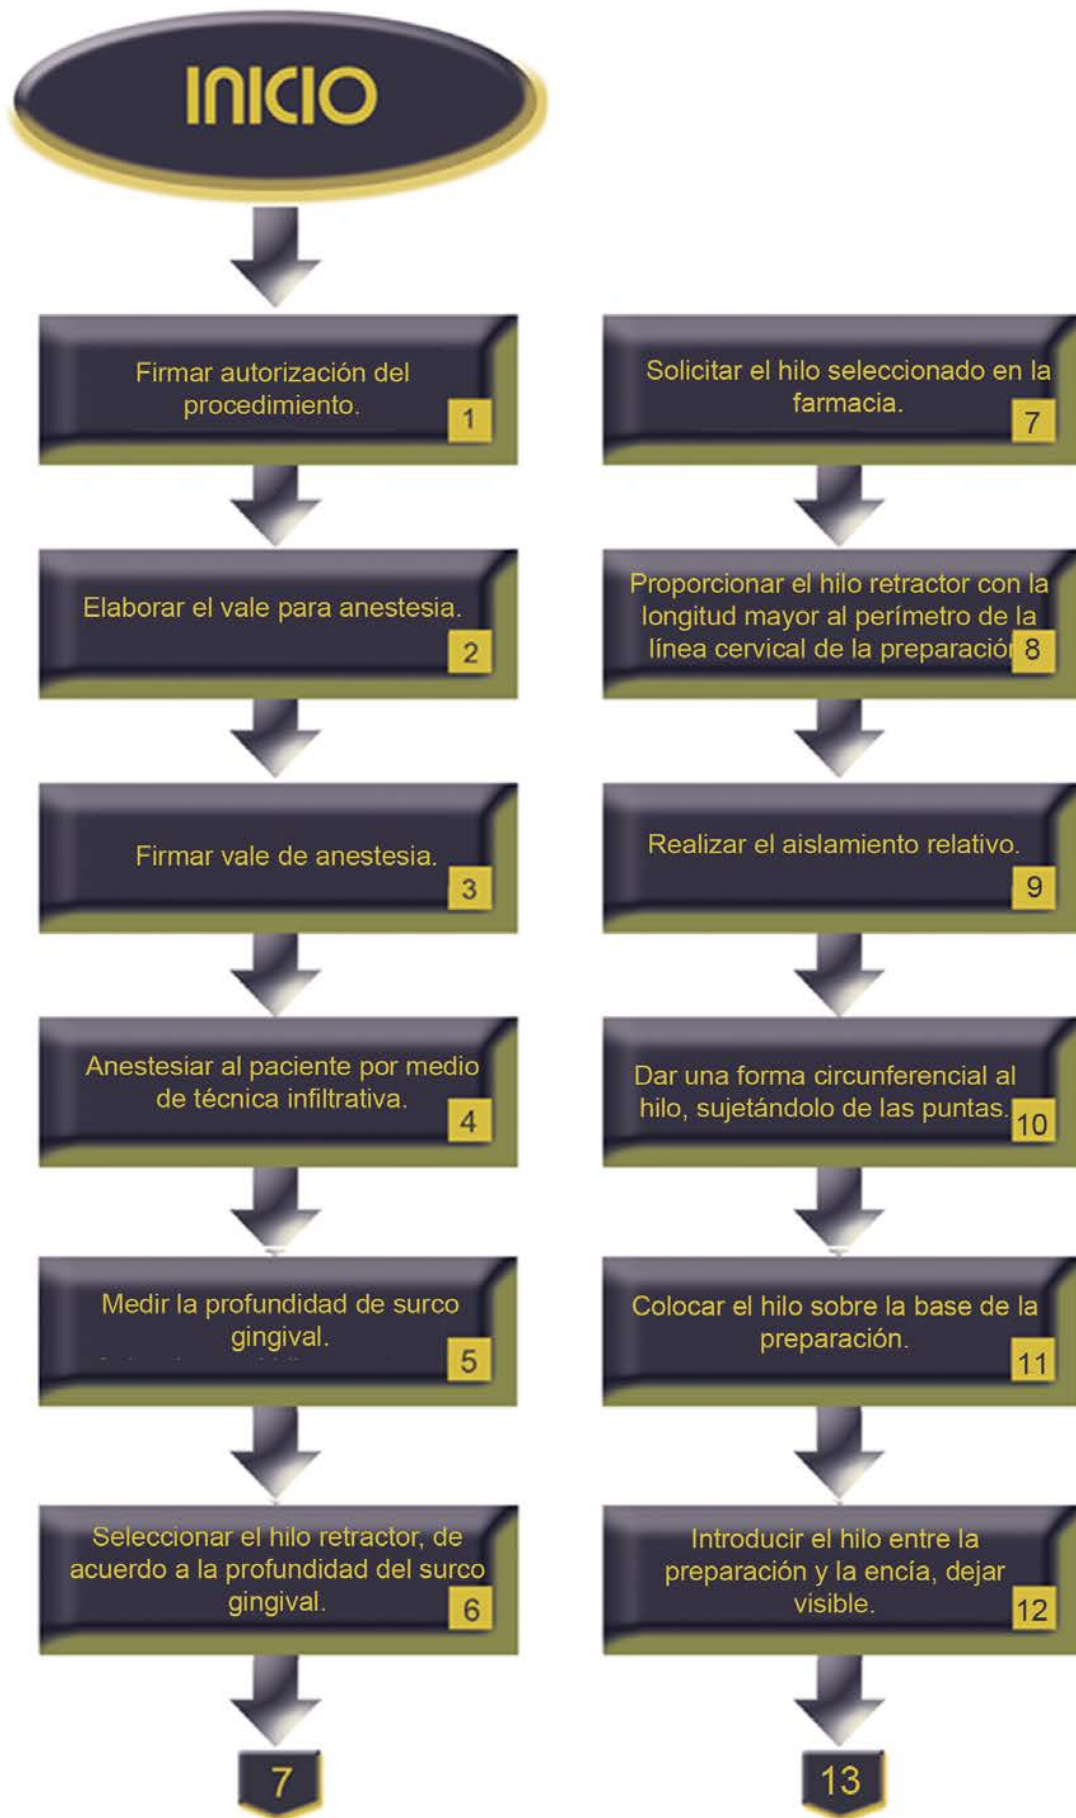 INICIO
Firmar autorización del
procedimiento.
1
Elaborar el vale para anestesia.
2
Firmar vale de anestesia.
3
Anestesiar al paciente por medio
de técnica infiltrativa.
4
Medir la profundidad de surco
gingival.
5
Seleccionar el hilo retractor, de
acuerdo a la profundidad del surco
gingival.
6
7
Solicitar el hilo seleccionado en la
farmacia.
7
Proporcionar el hilo retractor con la
longitud mayor al perímetro de la
línea cervical de la preparación
8
Realizar el aislamiento relativo.
9
Dar una forma circunferencial al
hilo, sujetándolo de las puntas.
10
Colocar el hilo sobre la base de la
preparación.
11
Introducir el hilo entre la
preparación y la encía, dejar
visible.
12
13